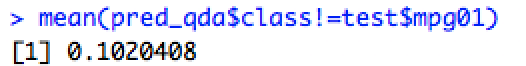 > mean(pred_qda$class!=test$mpg01)
[1] 0.1020408